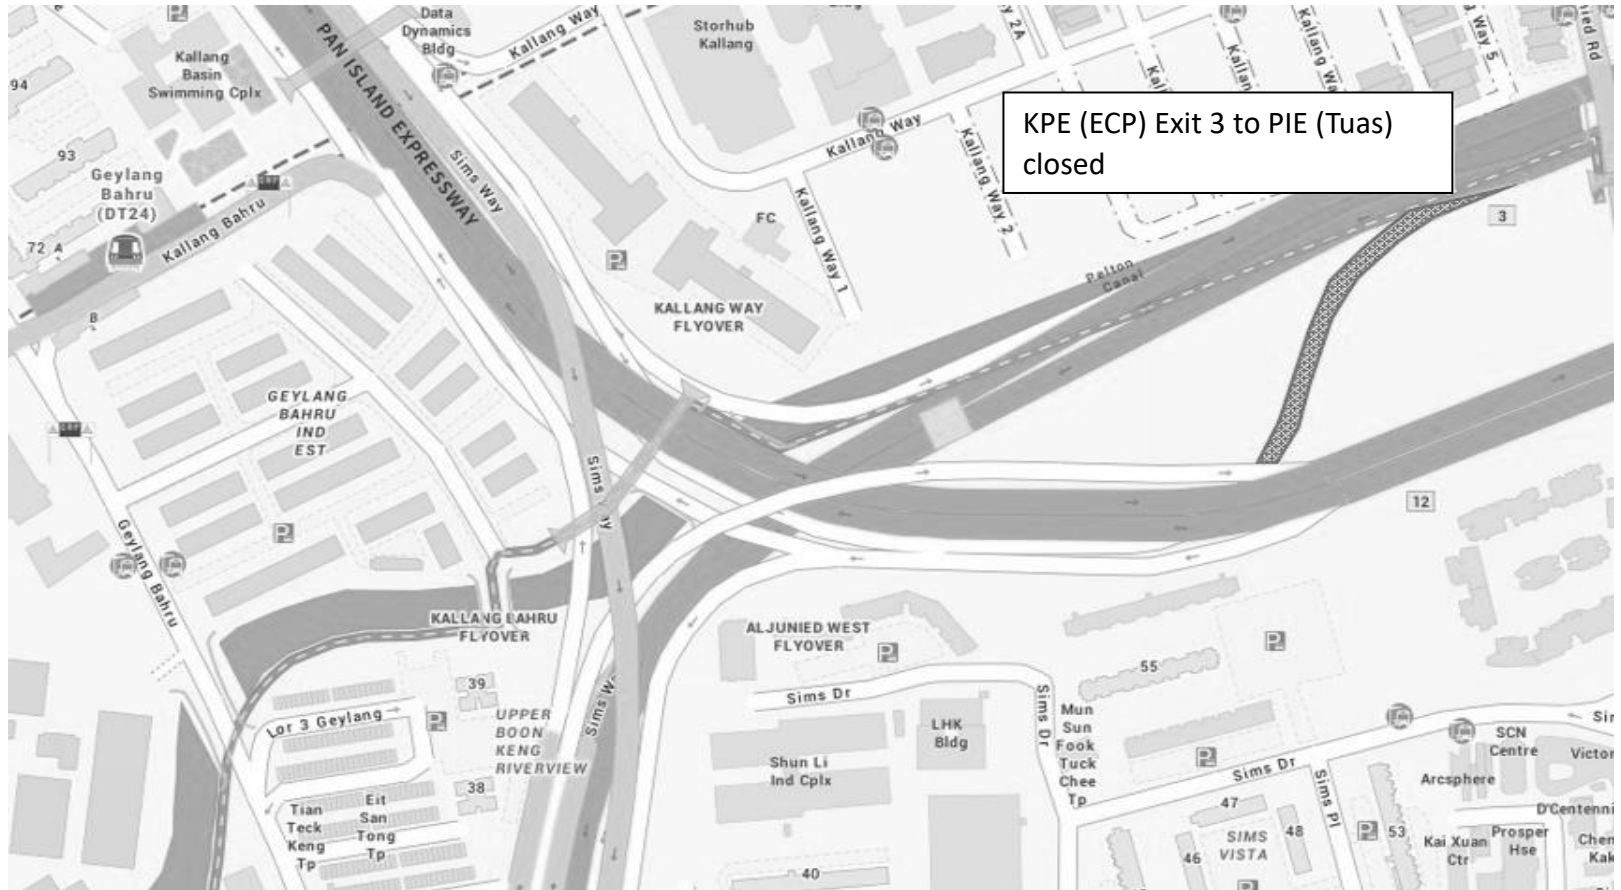 Data
Dynamics
Bldg
Kallang Way
Storhub
Kallang
Kallang
Basin
Swimming Cplx
PAN ISLAND EXPRESSWAY
Sims Way
94
93
Geylang
Bahru
(DT24)
72 A
Kallang Bahru
B
KPE (ECP) Exit 3 to PIE (Tuas)
closed
Kallang Way
Kallang Way 2
Kallang Way 1
FC
3
Pelton
Canal
KALLANG WAY
FLYOVER
GEYLANG
BAHRU
IND
EST
12
Geylang Bahru
KALLANG BAHRU
FLYOVER
ALJUNIED WEST
FLYOVER
55
Sims Dr
Sims Dr
39
Lor 3 Geylang
UPPER
BOON
KENG
RIVERVIEW
38
Mun
Sun
Fook
Tuck
Chee
Tp
LHK
Bldg
Shun Li
Ind Cplx
SCN
Centre
Arcsphere
Sims Dr
Sims Pl
Tian
Teck
Keng
Tp
Eit
San
Tong
Tp
47
48
53
46
SIMS
VISTA
40
Kai Xuan
Ctr
Prosper
Hse